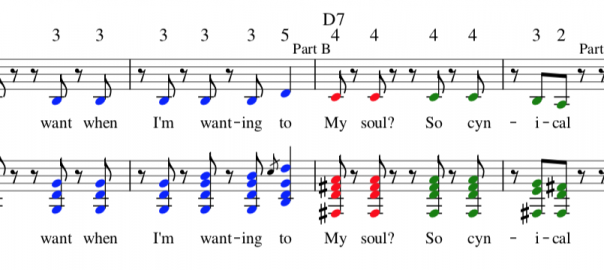 D7
3 3 3 3 3 5 4 4 4 4 3 2
Part B Part
want when I'm want-ing to My soul? So cyn - i-cal
want when I'm want-ing to My soul? So cyn - i-cal